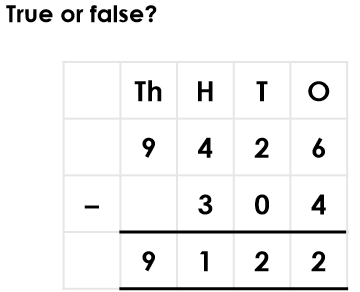 True or false?
Th H T O
9 4 2 6
– 3 0 4
9 1 2 2